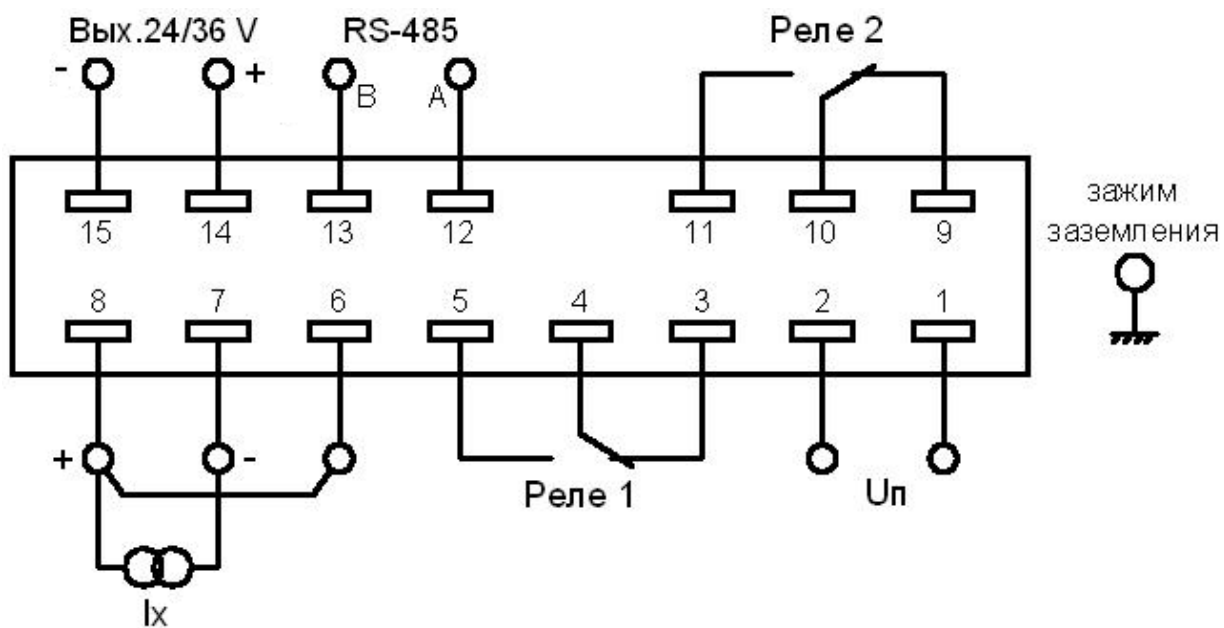 Вых.24/36 V RS-485 Реле 2
- + B A
15 14 13 12 11 10 9
зажим
заземления
8 7 6 5 4 3 2 1
+ -
Реле 1 Uп
Ix